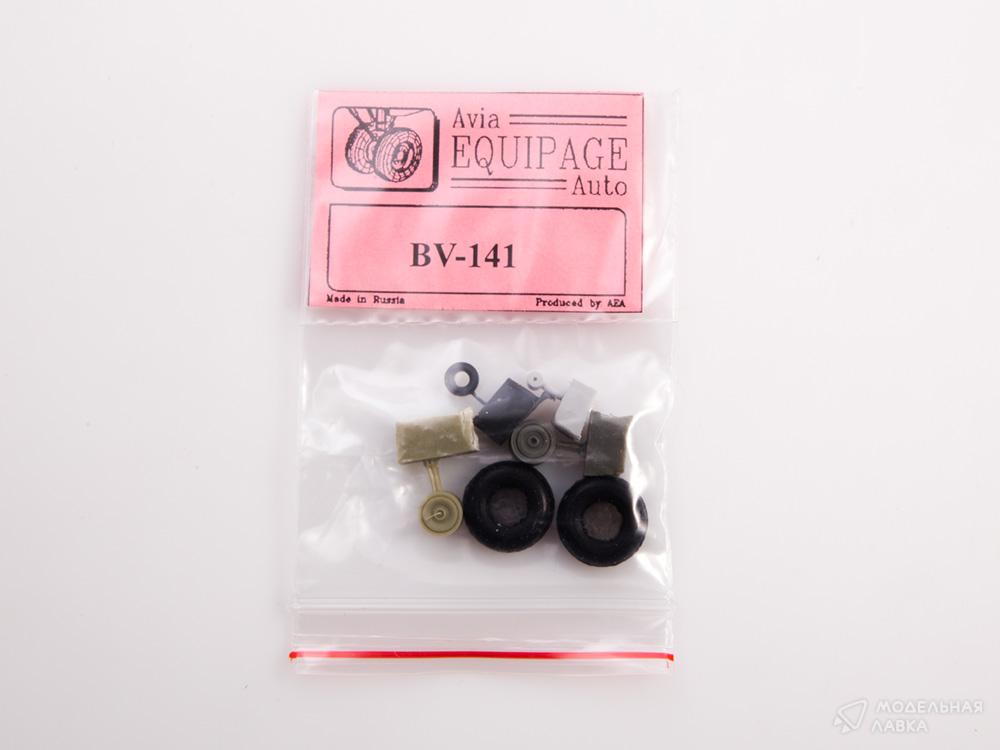 Avia
EQUIPAGE
Auto
BV-141
Made in Russia
Produced by AEA
МОДЕЛЬНАЯ
ЛАВКА